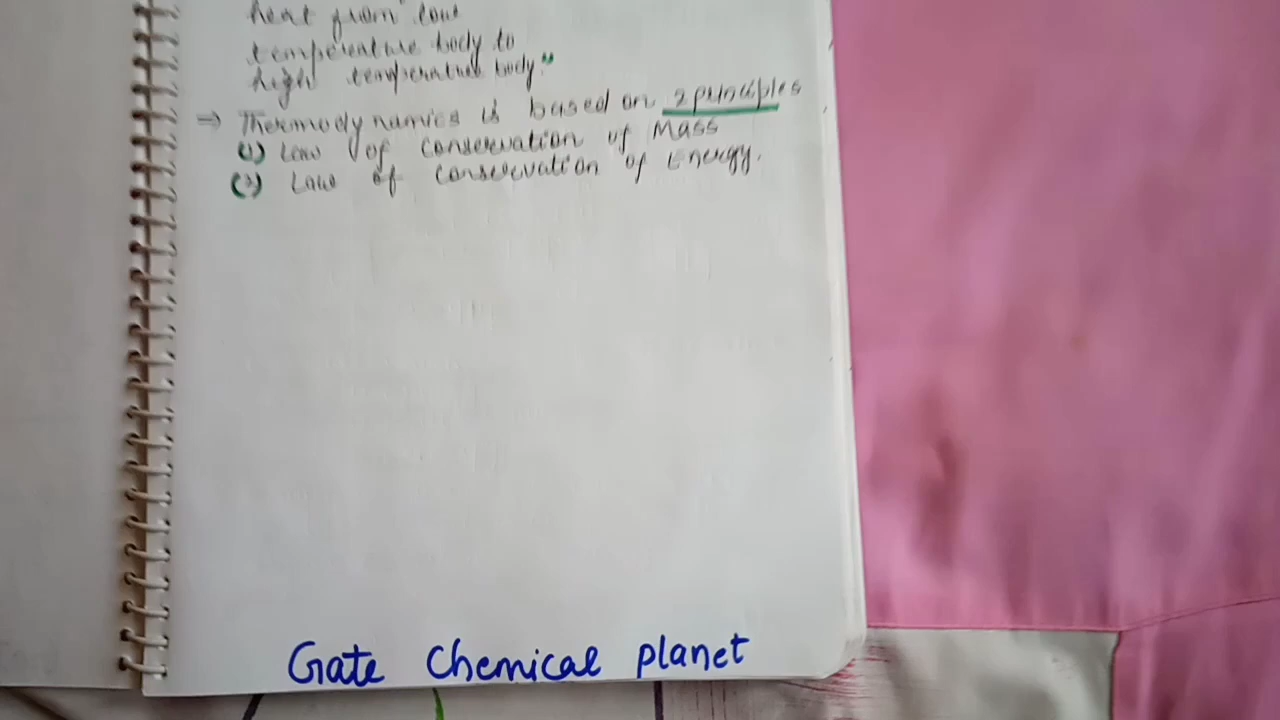 heat from low
temperature body to
high temperature body."
⇒ Thermodynamics is based on 2 principles
(1) Law of conservation of Mass
(2) Law of conservation of Energy.
Gate Chemical planet